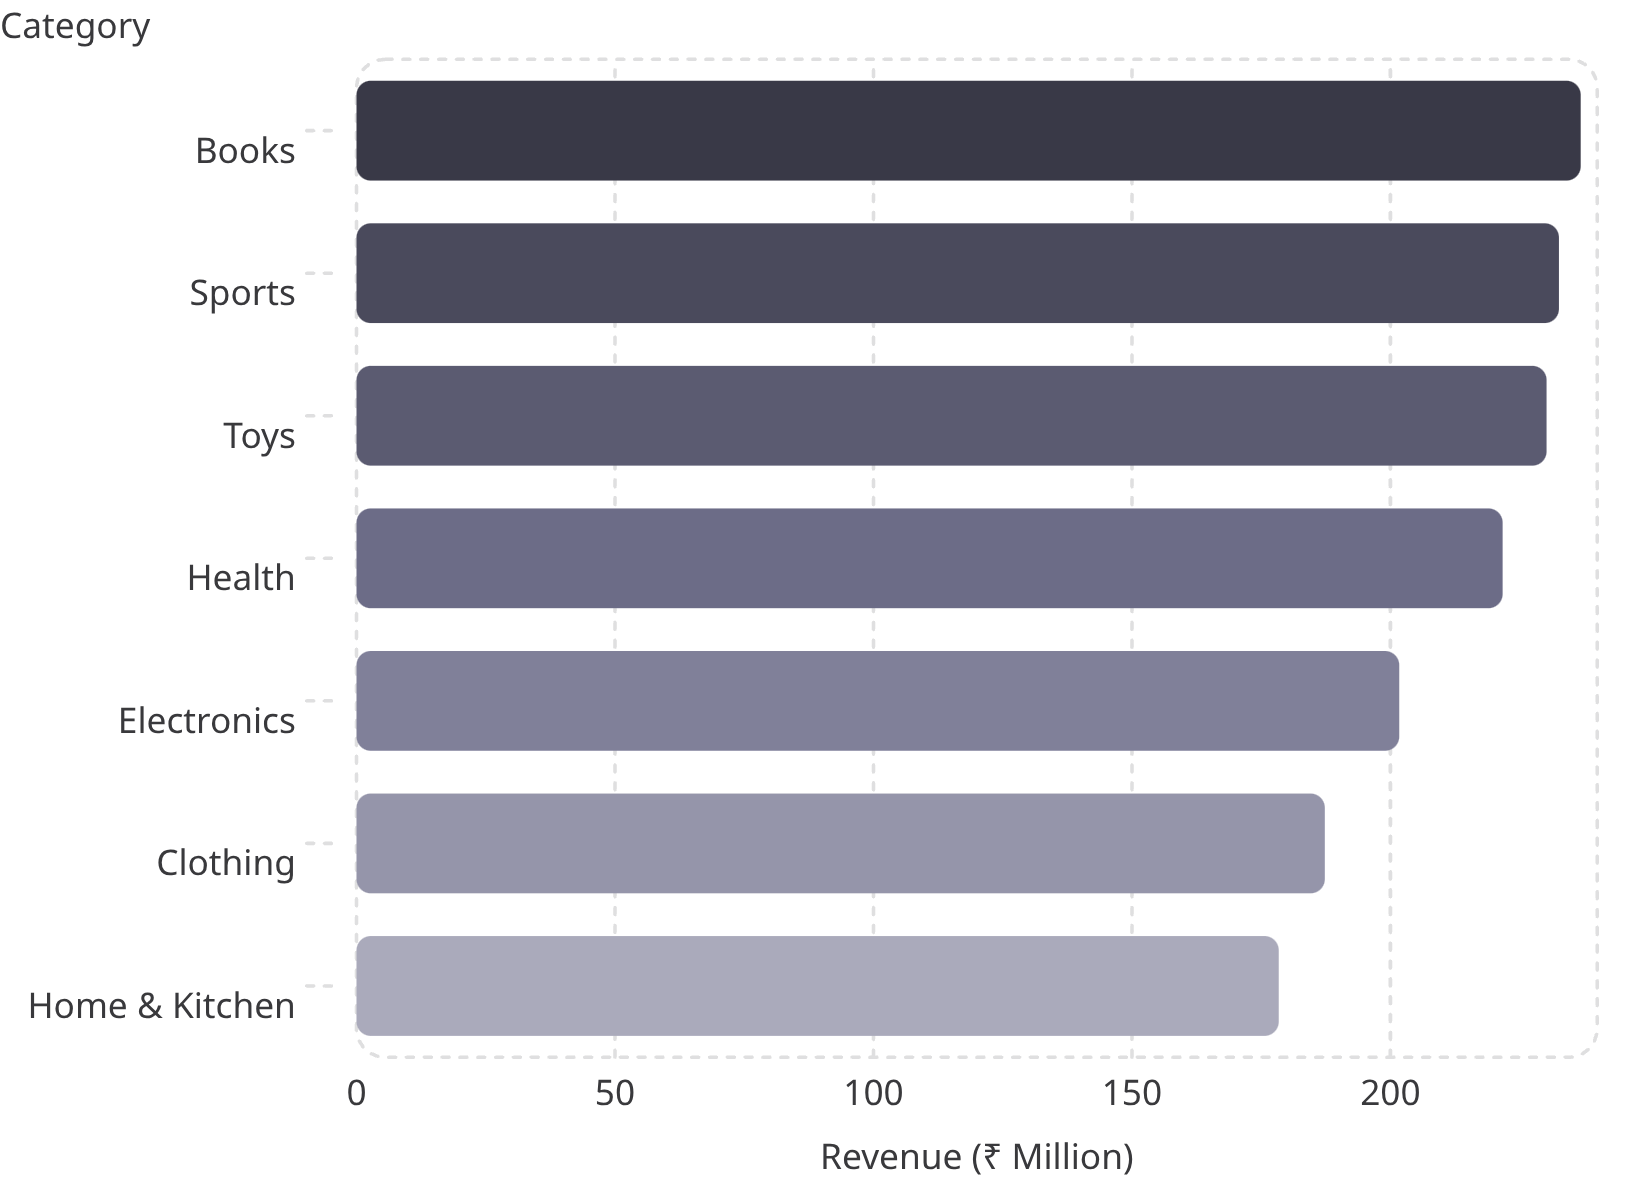 Category
Books
Sports
Toys
Health
Electronics
Clothing
Home & Kitchen
0 50 100 150 200
Revenue (₹ Million)